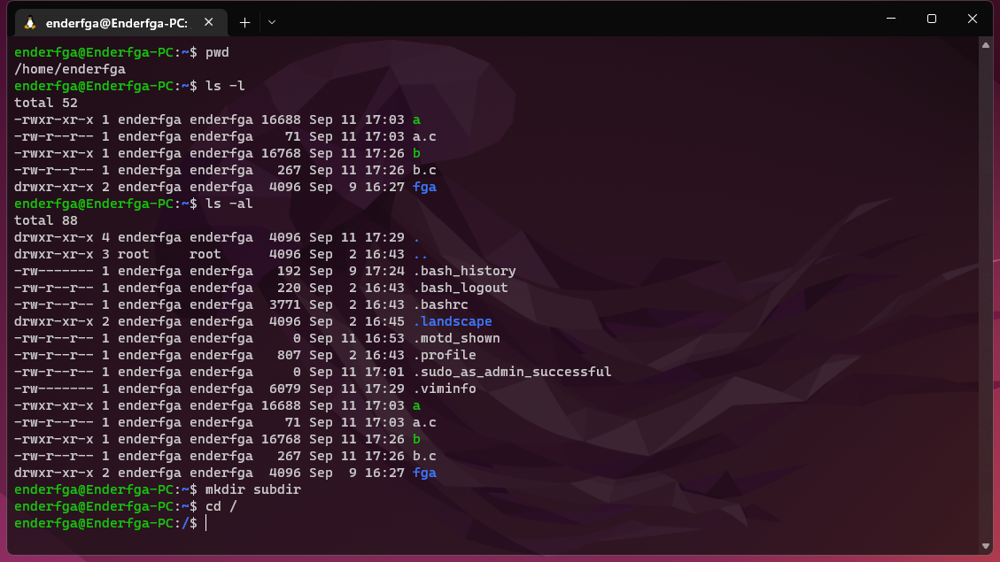 enderfga@Enderfga-PC:
enderfga@Enderfga-PC:~$ pwd
/home/enderfga
enderfga@Enderfga-PC:~$ ls -l
total 52
-rwxr-xr-x 1 enderfga enderfga 16688 Sep 11 17:03 a
-rw-r--r-- 1 enderfga enderfga    71 Sep 11 17:03 a.c
-rwxr-xr-x 1 enderfga enderfga 16768 Sep 11 17:26 b
-rw-r--r-- 1 enderfga enderfga   267 Sep 11 17:26 b.c
drwxr-xr-x 2 enderfga enderfga  4096 Sep  9 16:27 fga
enderfga@Enderfga-PC:~$ ls -al
total 88
drwxr-xr-x 4 enderfga enderfga  4096 Sep 11 17:29 .
drwxr-xr-x 3 root     root      4096 Sep  2 16:43 ..
-rw------- 1 enderfga enderfga   192 Sep  9 17:24 .bash_history
-rw-r--r-- 1 enderfga enderfga   220 Sep  2 16:43 .bash_logout
-rw-r--r-- 1 enderfga enderfga  3771 Sep  2 16:43 .bashrc
drwxr-xr-x 2 enderfga enderfga  4096 Sep  2 16:45 .landscape
-rw-r--r-- 1 enderfga enderfga     0 Sep 11 16:53 .motd_shown
-rw-r--r-- 1 enderfga enderfga   807 Sep  2 16:43 .profile
-rw-r--r-- 1 enderfga enderfga     0 Sep 11 17:01 .sudo_as_admin_successful
-rw------- 1 enderfga enderfga  6079 Sep 11 17:29 .viminfo
-rwxr-xr-x 1 enderfga enderfga 16688 Sep 11 17:03 a
-rw-r--r-- 1 enderfga enderfga    71 Sep 11 17:03 a.c
-rwxr-xr-x 1 enderfga enderfga 16768 Sep 11 17:26 b
-rw-r--r-- 1 enderfga enderfga   267 Sep 11 17:26 b.c
drwxr-xr-x 2 enderfga enderfga  4096 Sep  9 16:27 fga
enderfga@Enderfga-PC:~$ mkdir subdir
enderfga@Enderfga-PC:~$ cd /
enderfga@Enderfga-PC:/$